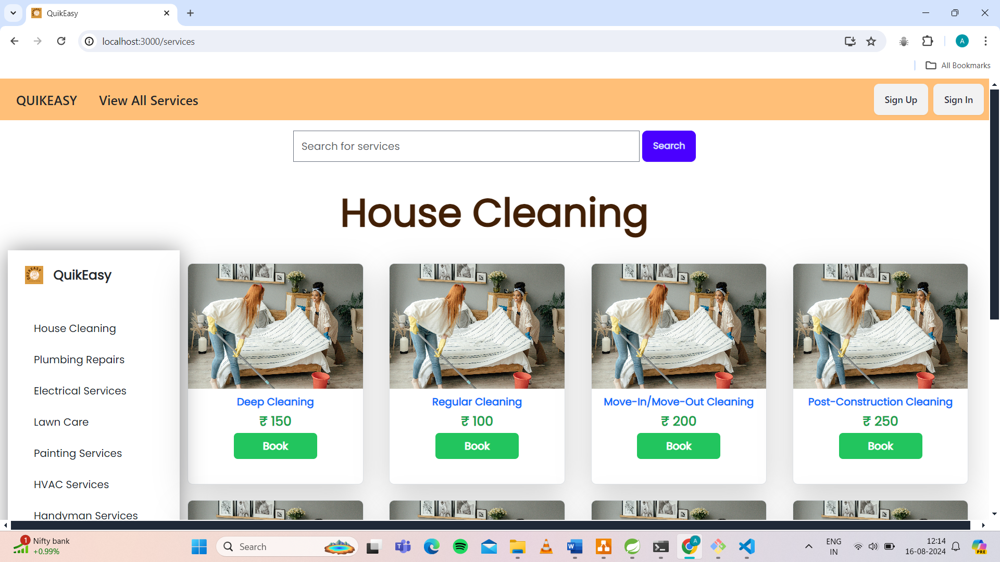 QuikEasy
localhost:3000/services
A
All Bookmarks
QUIKEASY
View All Services
Sign Up
Sign In
Search for services
Search
House Cleaning
QUIKEASY
QuikEasy
House Cleaning
Plumbing Repairs
Electrical Services
Lawn Care
Painting Services
HVAC Services
Handyman Services
Deep Cleaning
₹ 150
Book
Regular Cleaning
₹ 100
Book
Move-In/Move-Out Cleaning
₹ 200
Book
Post-Construction Cleaning
₹ 250
Book
1
Nifty bank
+0.99%
Search
T
W
A
ENG
IN
12:14
16-08-2024
PRE